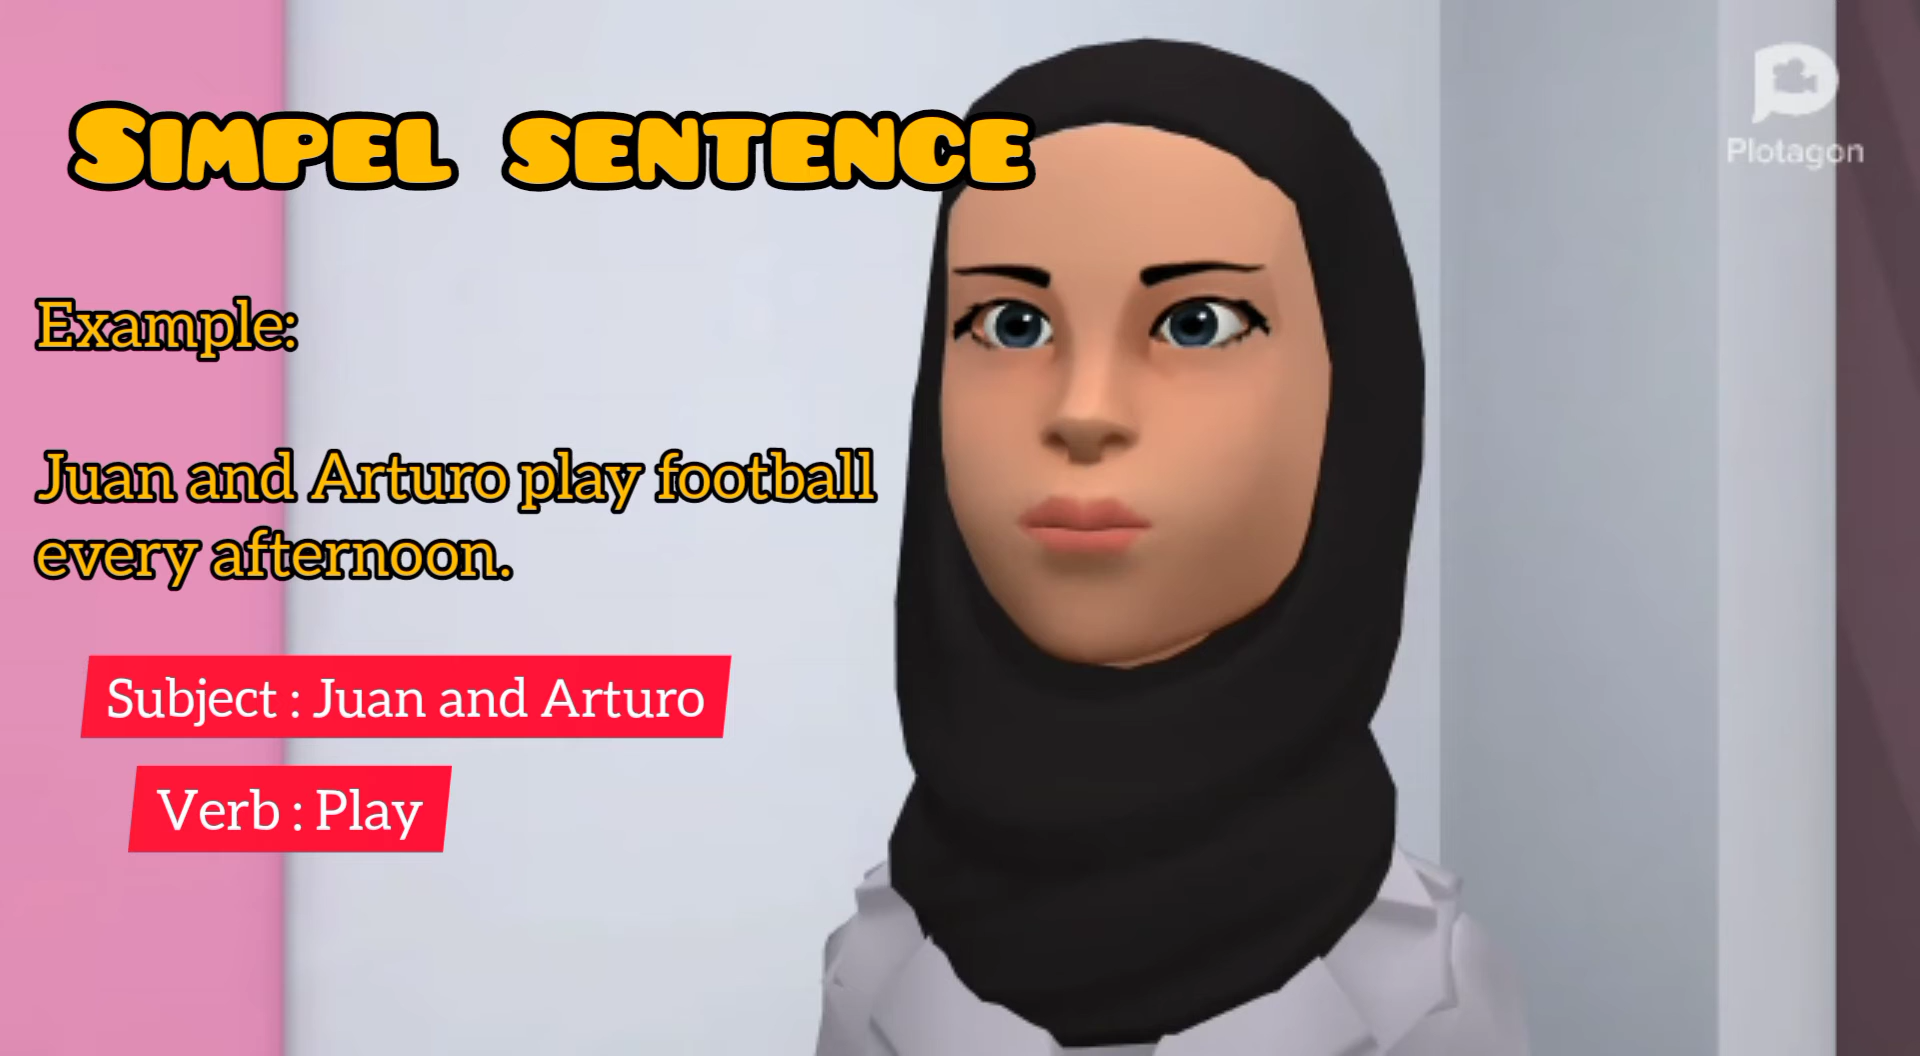 SIMPEL SENTENCE
Plotagon
Example:
Juan and Arturo play football
every afternoon.
Subject : Juan and Arturo
Verb : Play